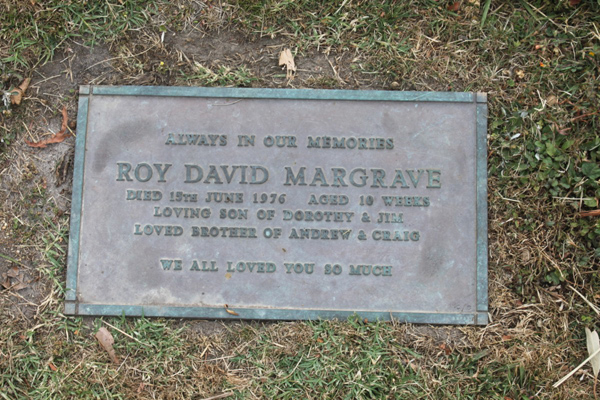 ALWAYS IN OUR MEMORIES
ROY DAVID MARGRAVE
DIED 15TH JUNE 1976 AGED 10 WEEKS
LOVING SON OF DOROTHY & JIM
LOVED BROTHER OF ANDREW & CRAIG
WE ALL LOVED YOU SO MUCH